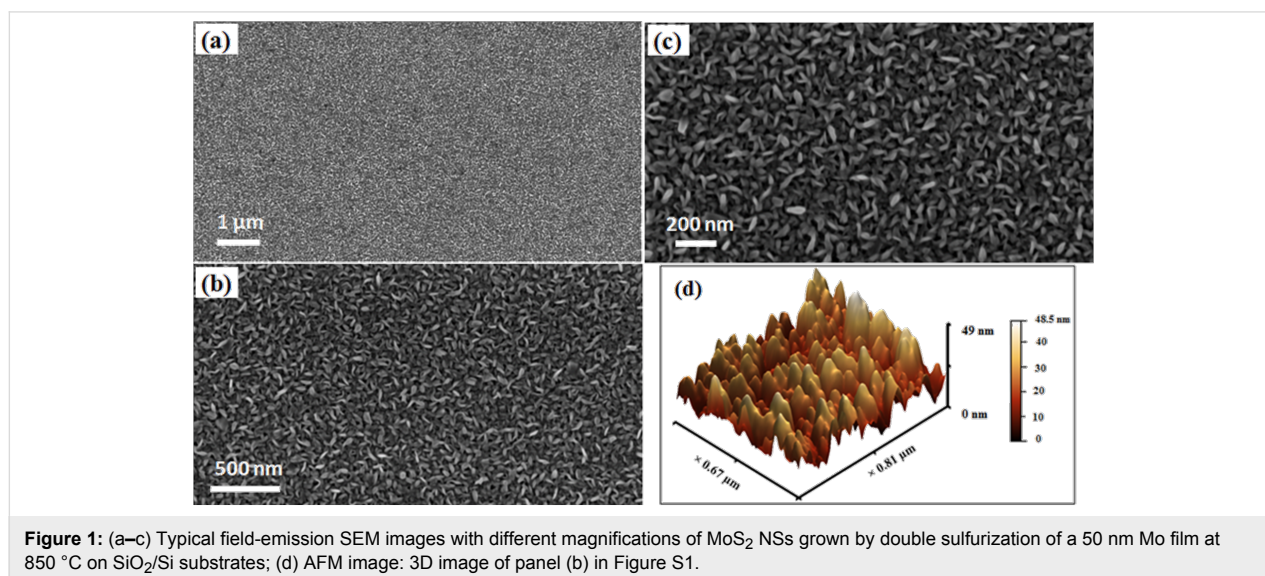 (a)
1 µm
(b)
500 nm
(c)
200 nm
(d)
49 nm
0 nm
48.5 nm
40
30
20
10
0
× 0.67 µm
× 0.81 µm
Figure 1: (a–c) Typical field-emission SEM images with different magnifications of MoS₂ NSs grown by double sulfurization of a 50 nm Mo film at
850 °C on SiO₂/Si substrates; (d) AFM image: 3D image of panel (b) in Figure S1.